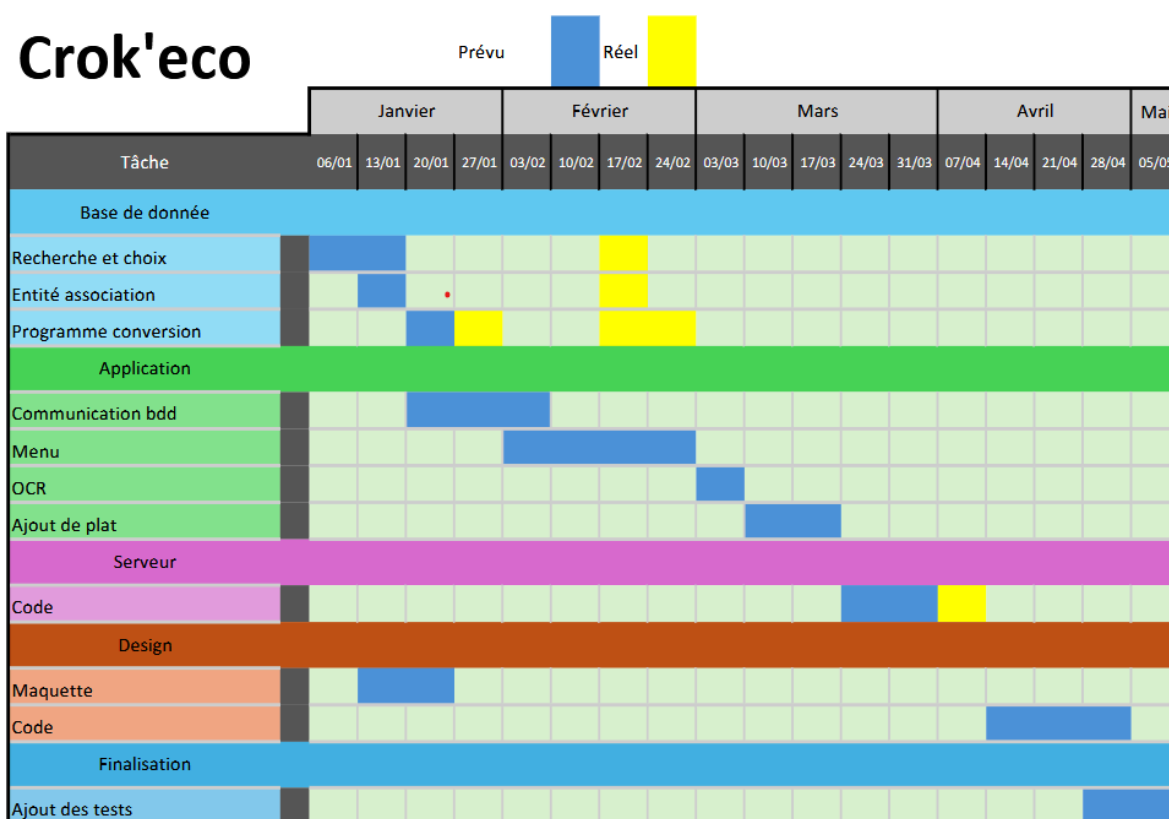 Crok'eco
Prévu Réel
Janvier Février Mars Avril Mai
Tâche 06/01 13/01 20/01 27/01 03/02 10/02 17/02 24/02 03/03 10/03 17/03 24/03 31/03 07/04 14/04 21/04 28/04 05/05
Base de donnée
Recherche et choix
Entité association
Programme conversion
Application
Communication bdd
Menu
OCR
Ajout de plat
Serveur
Code
Design
Maquette
Code
Finalisation
Ajout des tests